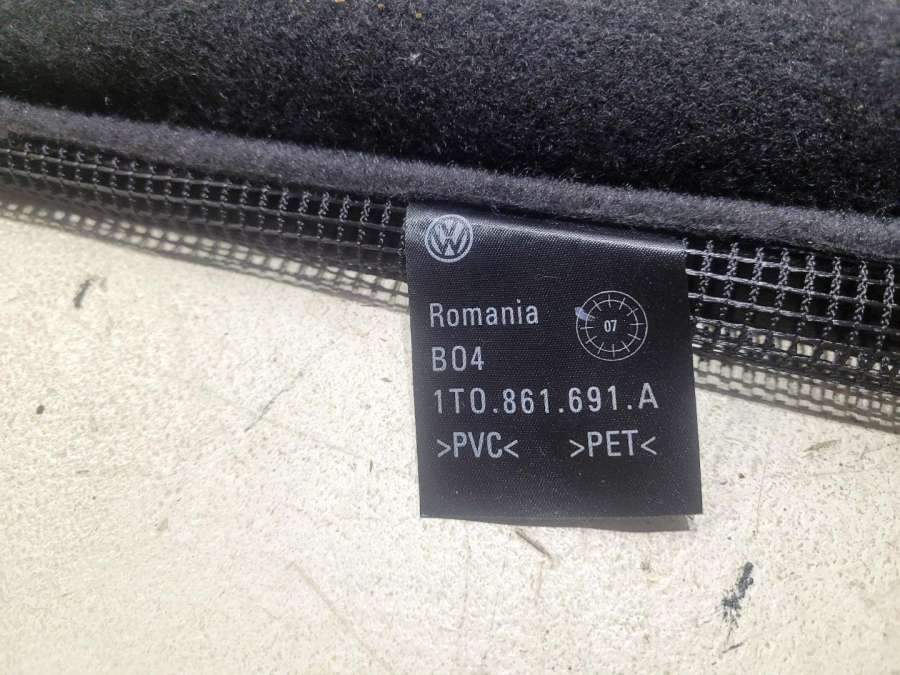 Romania
07
B04
1T0.861.691.A
>PVC< >PET<